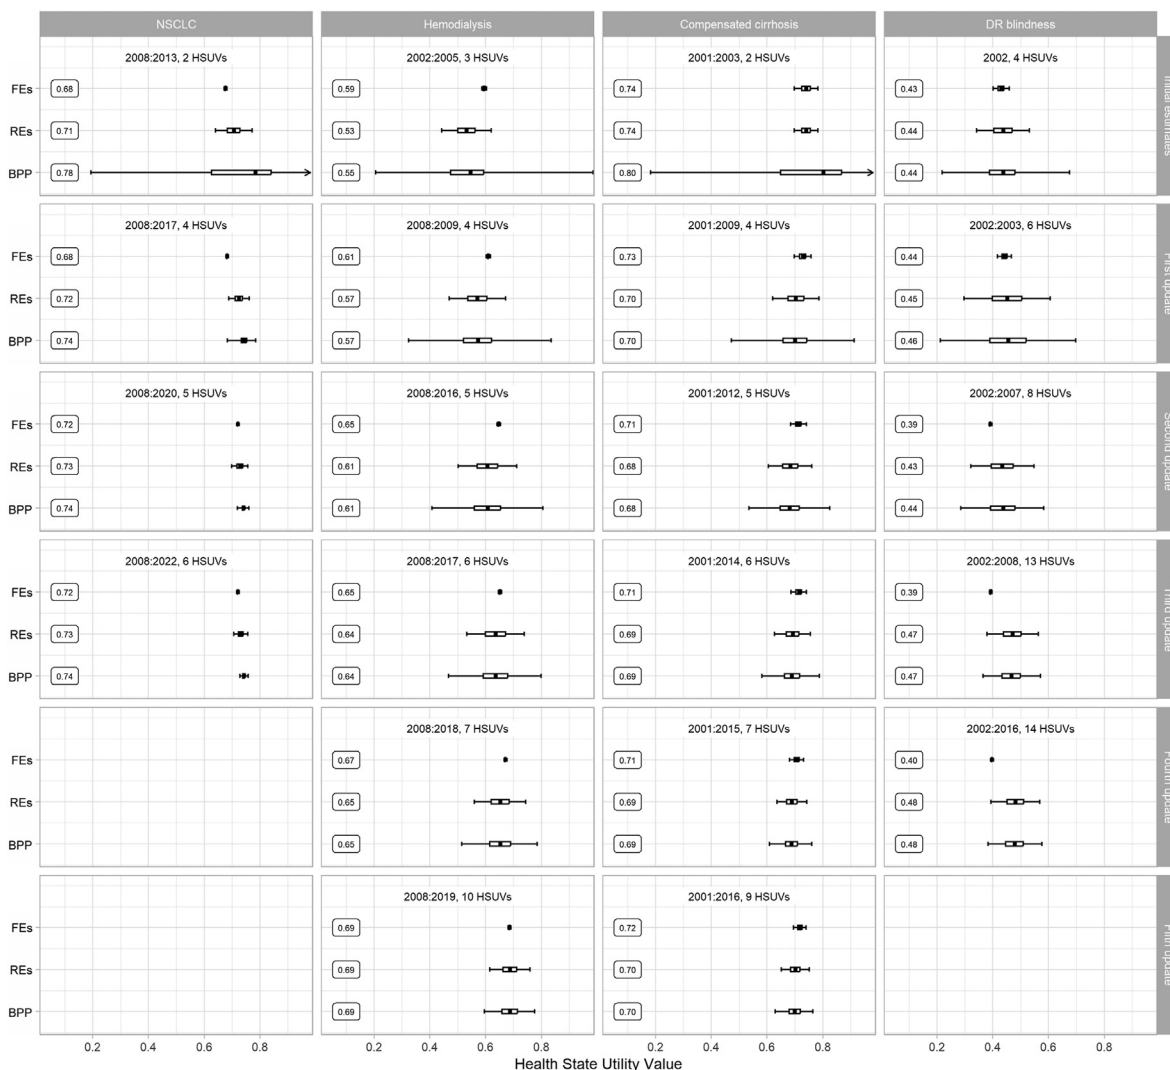 NSCLC Hemodialysis Compensated cirrhosis DR blindness
2008:2013, 2 HSUVs 2002:2005, 3 HSUVs 2001:2003, 2 HSUVs 2002, 4 HSUVs
FEs 0.68 0.59 0.74 0.43
REs 0.71 0.53 0.74 0.44
BPP 0.78 0.55 0.80 0.44
Initial estimates
2008:2017, 4 HSUVs 2008:2009, 4 HSUVs 2001:2009, 4 HSUVs 2002:2003, 6 HSUVs
FEs 0.68 0.61 0.73 0.44
REs 0.72 0.57 0.70 0.45
BPP 0.74 0.57 0.70 0.46
First update
2008:2020, 5 HSUVs 2008:2016, 5 HSUVs 2001:2012, 5 HSUVs 2002:2007, 8 HSUVs
FEs 0.72 0.65 0.71 0.39
REs 0.73 0.61 0.68 0.43
BPP 0.74 0.61 0.68 0.44
Second update
2008:2022, 6 HSUVs 2008:2017, 6 HSUVs 2001:2014, 6 HSUVs 2002:2008, 13 HSUVs
FEs 0.72 0.65 0.71 0.39
REs 0.73 0.64 0.69 0.47
BPP 0.74 0.64 0.69 0.47
Third update
2008:2018, 7 HSUVs 2001:2015, 7 HSUVs 2002:2016, 14 HSUVs
FEs 0.67 0.71 0.40
REs 0.65 0.69 0.48
BPP 0.65 0.69 0.48
Fourth update
2008:2019, 10 HSUVs 2001:2016, 9 HSUVs
FEs 0.69 0.72
REs 0.69 0.70
BPP 0.69 0.70
Fifth update
0.2 0.4 0.6 0.8 0.2 0.4 0.6 0.8 0.2 0.4 0.6 0.8 0.2 0.4 0.6 0.8
Health State Utility Value